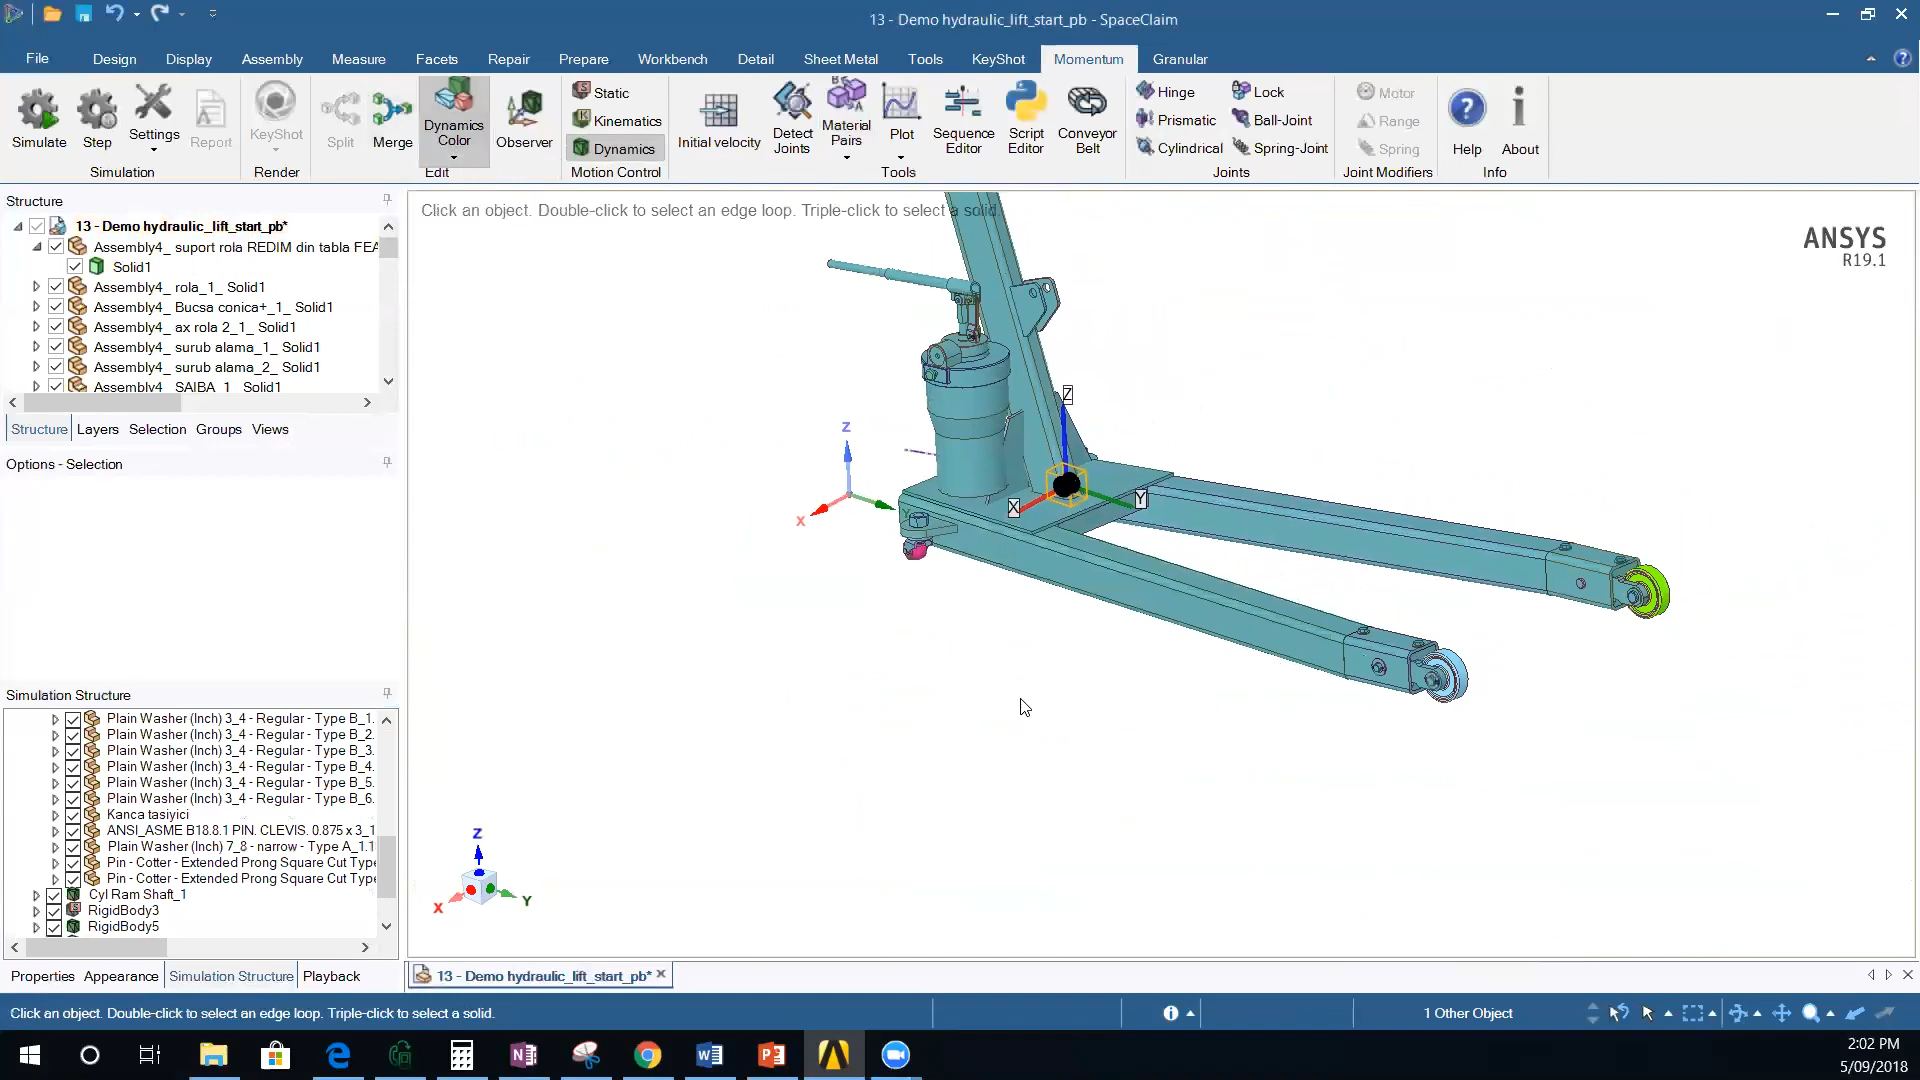 13 - Demo hydraulic_lift_start_pb - SpaceClaim
File Design Display Assembly Measure Facets Repair Prepare Workbench Detail Sheet Metal Tools KeyShot Momentum Granular
Simulate Step Settings Report
Simulation
KeyShot
Render
Split Merge Dynamics Color Observer
Edit
Static
Kinematics
Dynamics
Motion Control
Initial velocity Detect Joints Material Pairs Plot Sequence Editor Script Editor Conveyor Belt
Tools
Hinge Lock
Prismatic Ball-Joint
Cylindrical Spring-Joint
Joints
Motor
Range
Spring
Joint Modifiers
Help About
Info
Structure
13 - Demo hydraulic_lift_start_pb*
Assembly4_ suport rola REDIM din tabla FEA
Solid1
Assembly4_ rola_1_ Solid1
Assembly4_ Bucsa conica+_1_ Solid1
Assembly4_ ax rola 2_1_ Solid1
Assembly4_ surub alama_1_ Solid1
Assembly4_ surub alama_2_ Solid1
Assembly4_ SAIBA_1_ Solid1
Structure Layers Selection Groups Views
Options - Selection
Simulation Structure
Plain Washer (Inch) 3_4 - Regular - Type B_1.
Plain Washer (Inch) 3_4 - Regular - Type B_2.
Plain Washer (Inch) 3_4 - Regular - Type B_3.
Plain Washer (Inch) 3_4 - Regular - Type B_4.
Plain Washer (Inch) 3_4 - Regular - Type B_5.
Plain Washer (Inch) 3_4 - Regular - Type B_6.
Kanca tasiyici
ANSI_ASME B18.8.1 PIN. CLEVIS. 0.875 x 3_1
Plain Washer (Inch) 7_8 - narrow - Type A_1.1
Pin - Cotter - Extended Prong Square Cut Type
Pin - Cotter - Extended Prong Square Cut Type
Cyl Ram Shaft_1
RigidBody3
RigidBody5
Properties Appearance Simulation Structure Playback
Click an object. Double-click to select an edge loop. Triple-click to select a solid.
ANSYS
R19.1
Z
Z
X
Y
X
Y
Z
X
Y
13 - Demo hydraulic_lift_start_pb*
Click an object. Double-click to select an edge loop. Triple-click to select a solid.
1 Other Object
2:02 PM
5/09/2018